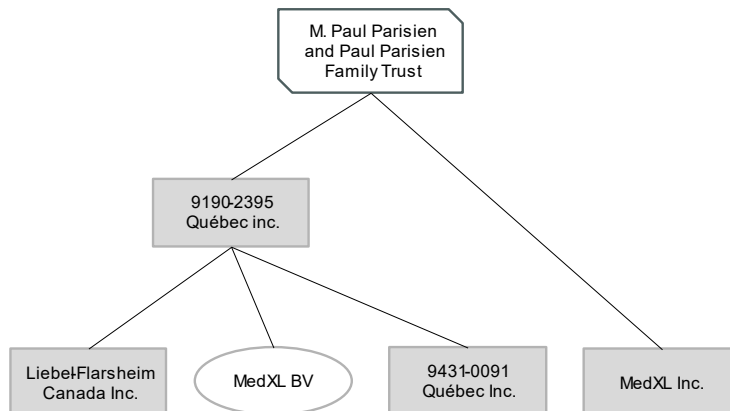 M. Paul Parisien
and Paul Parisien
Family Trust
9190-2395
Québec inc.
Liebel-Flarsheim
Canada Inc.
MedXL BV
9431-0091
Québec Inc.
MedXL Inc.